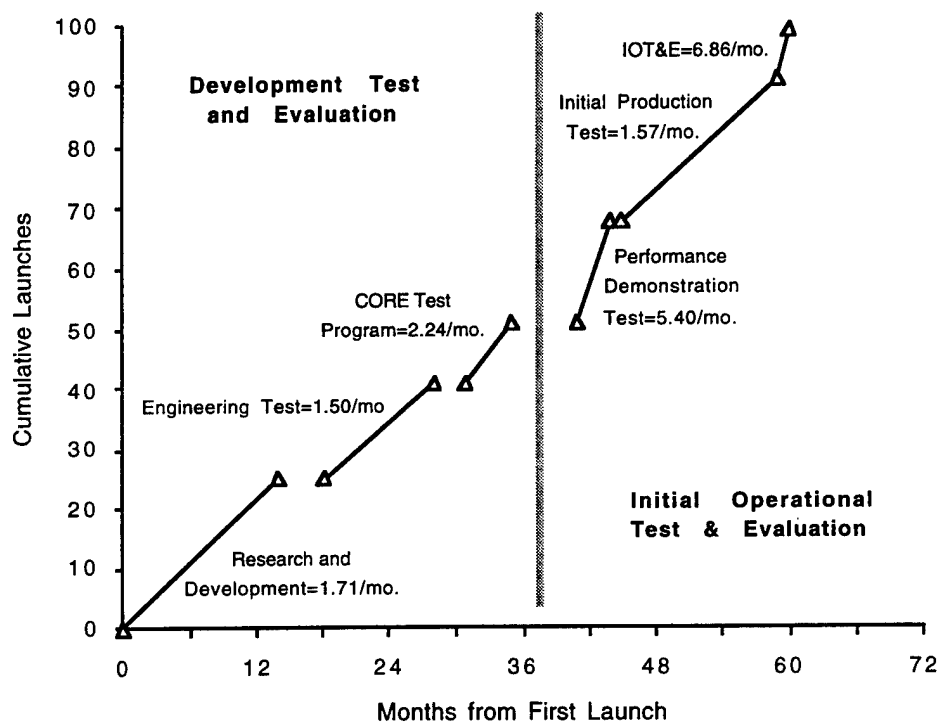 100
90
80
70
60
50
40
30
20
10
0
Cumulative Launches
Development Test
and Evaluation
IOT&E=6.86/mo.
Initial Production
Test=1.57/mo.
Performance
Demonstration
Test=5.40/mo.
CORE Test
Program=2.24/mo.
Engineering Test=1.50/mo
Research and
Development=1.71/mo.
Initial Operational
Test & Evaluation
0 12 24 36 48 60 72
Months from First Launch